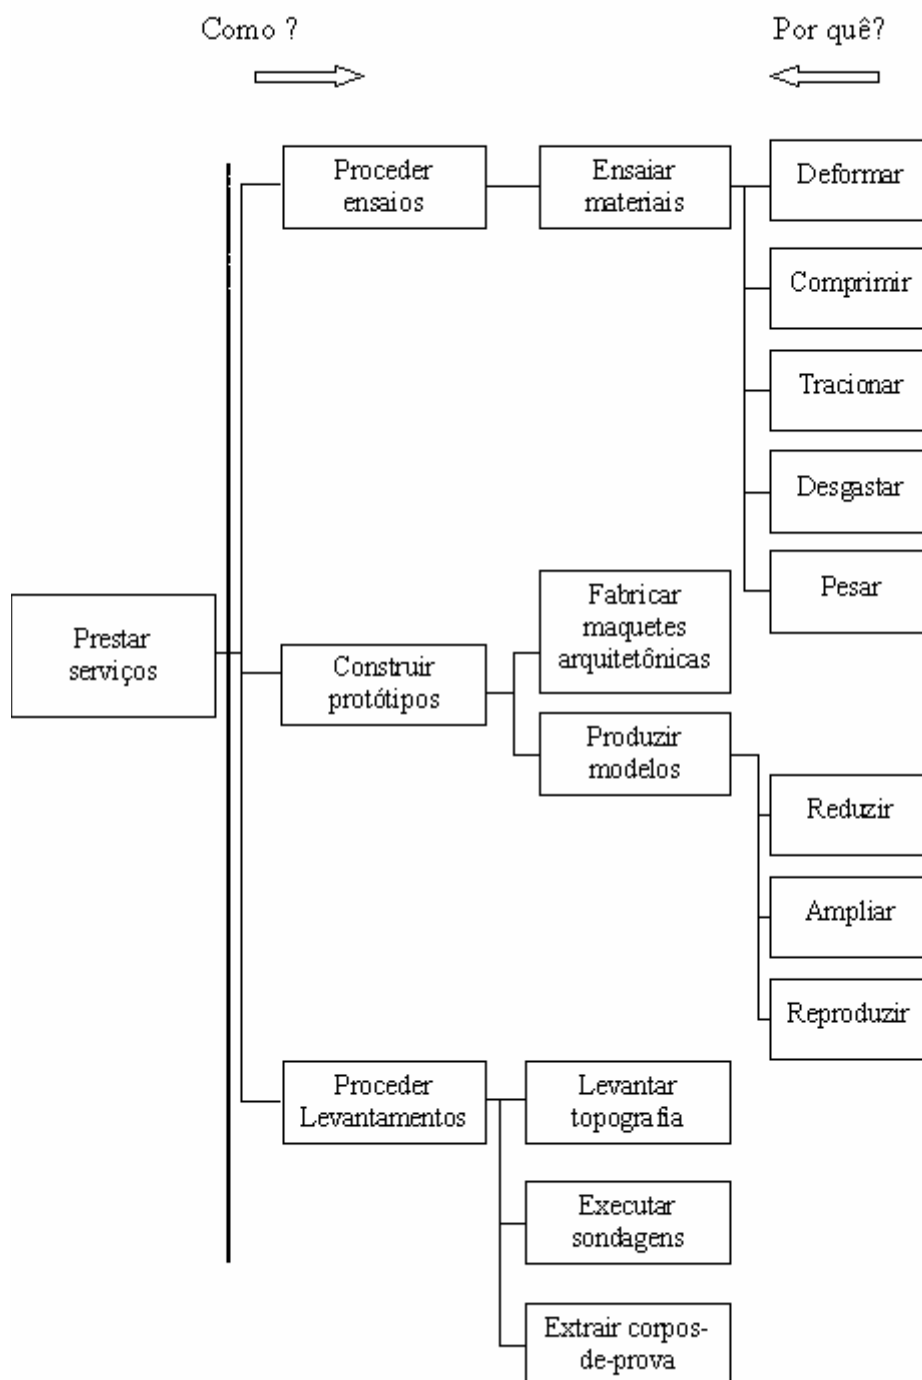 Como ?
Por quê?
Proceder
ensaios
Ensaiar
materiais
Deformar
Comprimir
Tracionar
Desgastar
Pesar
Prestar
serviços
Construir
protótipos
Fabricar
maquetes
arquitetônicas
Produzir
modelos
Reduzir
Ampliar
Reproduzir
Proceder
Levantamentos
Levantar
topografia
Executar
sondagens
Extrair corpos-
de-prova